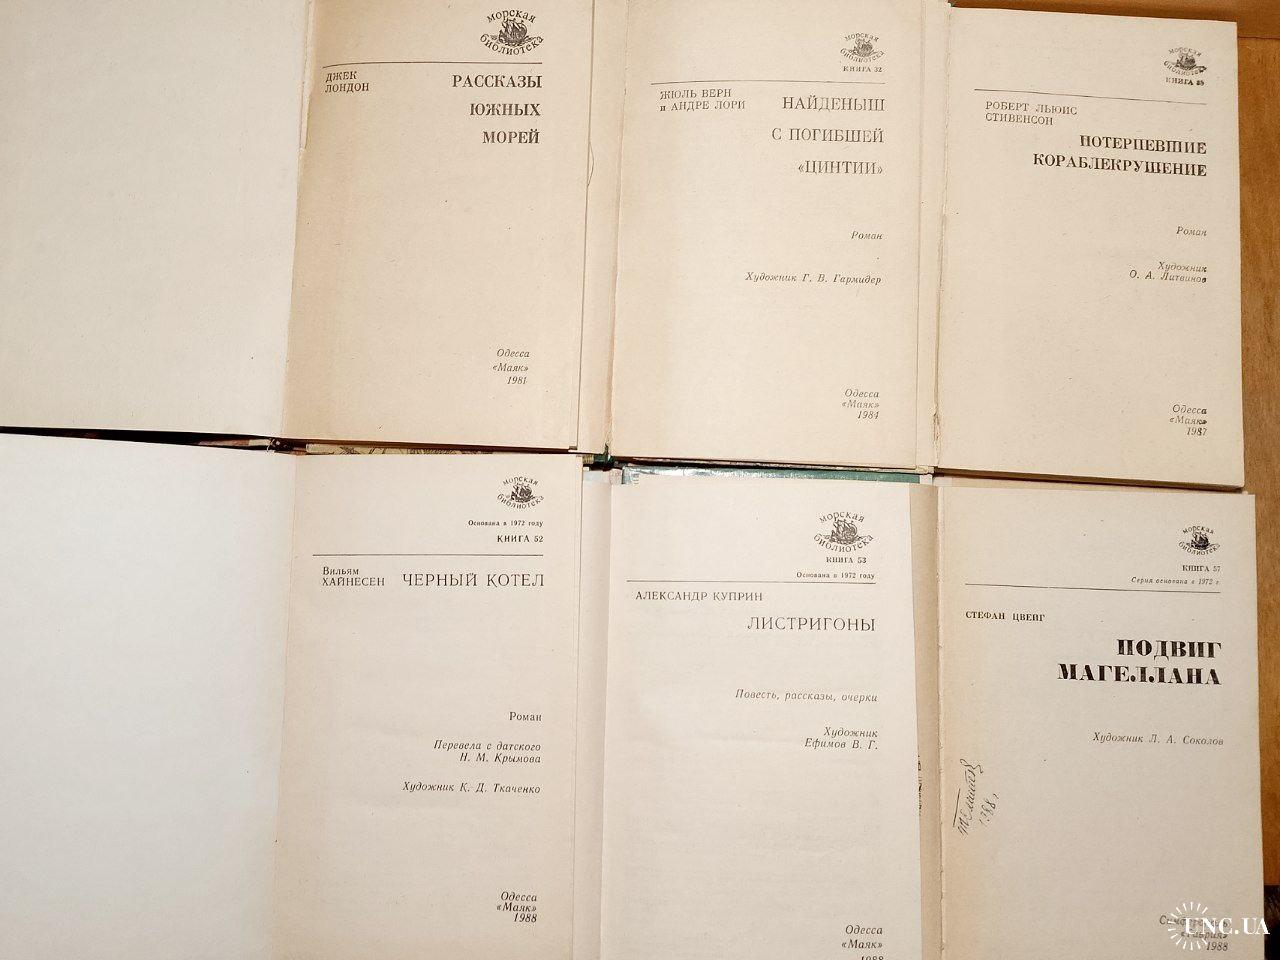 морская
библиотека
ДЖЕК
ЛОНДОН
РАССКАЗЫ
ЮЖНЫХ
МОРЕЙ
Одесса
«Маяк»
1981
морская
библиотека
КНИГА 32
ЖЮЛЬ ВЕРН
и АНДРЕ ЛОРИ
НАЙДЕНЫШ
С ПОГИБШЕЙ
«ЦИНТИИ»
Роман
Художник Г. В. Гармидер
Одесса
«Маяк»
1984
морская
библиотека
КНИГА
РОБЕРТ ЛЬЮИС
СТИВЕНСОН
ПОТЕРПЕВШИЕ
КОРАБЛЕКРУШЕНИЕ
Роман
Художник
О. А. Литвинов
Одесса
«Маяк»
1987
морская
библиотека
Основана в 1972 году
КНИГА 52
Вильям
ХАЙНЕСЕН
ЧЕРНЫЙ КОТЕЛ
Роман
Перевела с датского
Н. М. Крымова
Художник К. Д. Ткаченко
Одесса
«Маяк»
1988
морская
библиотека
КНИГА 53
Основана в 1972 году
АЛЕКСАНДР КУПРИН
ЛИСТРИГОНЫ
Повесть, рассказы, очерки
Художник
Ефимов В. Г.
Одесса
«Маяк»
1988
морская
библиотека
КНИГА 57
Серия основана в 1972 г.
СТЕФАН ЦВЕЙГ
ПОДВИГ
МАГЕЛЛАНА
Художник Л. А. Соколов
1988 г
1988
UNC.UA